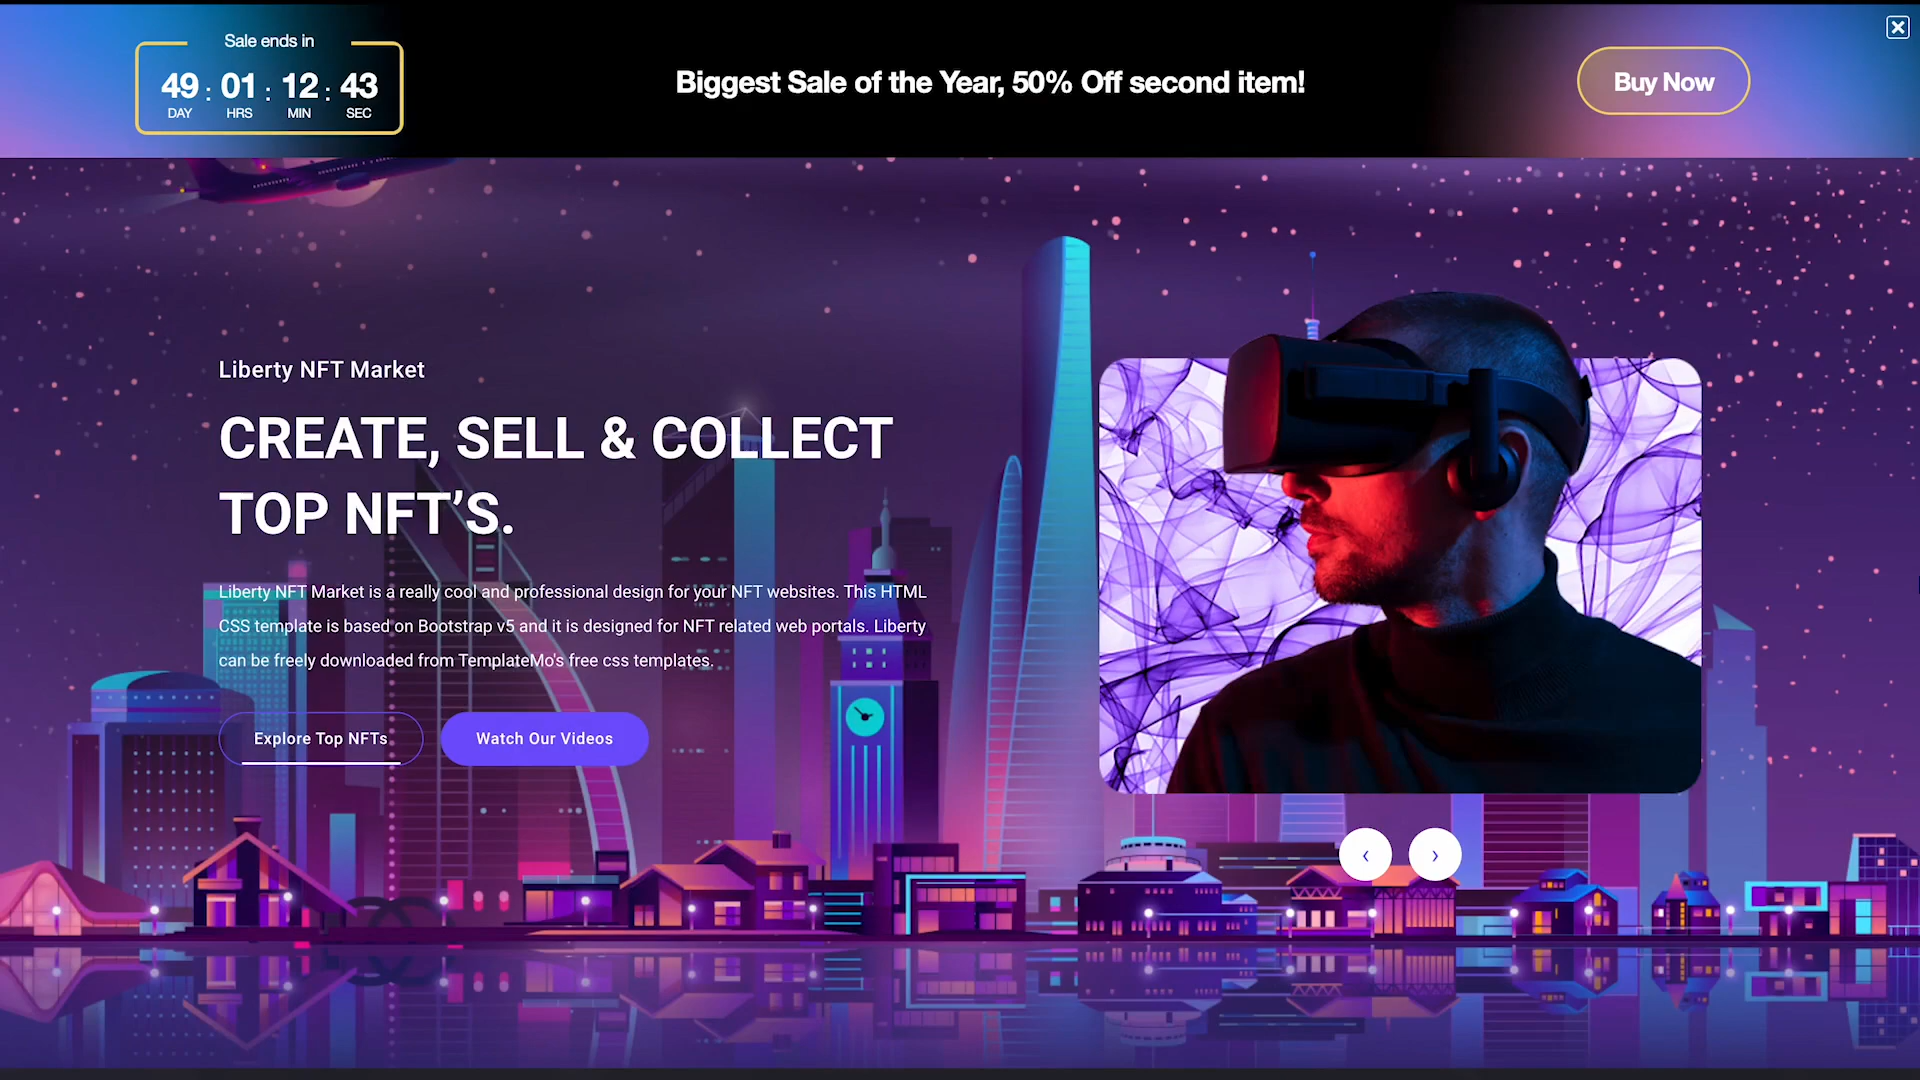 Sale ends in
49 : 01 : 12 : 43
DAY HRS MIN SEC
Biggest Sale of the Year, 50% Off second item!
Buy Now
Liberty NFT Market
CREATE, SELL & COLLECT
TOP NFT’S.
Liberty NFT Market is a really cool and professional design for your NFT websites. This HTML
CSS template is based on Bootstrap v5 and it is designed for NFT related web portals. Liberty
can be freely downloaded from TemplateMo's free css templates.
Explore Top NFTs
Watch Our Videos